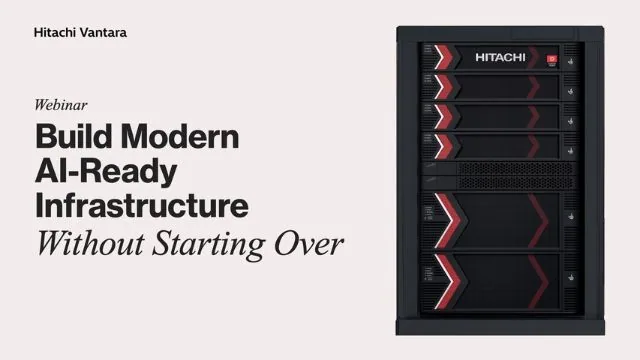 Hitachi Vantara
Webinar
Build Modern
AI-Ready
Infrastructure
Without Starting Over
HITACHI